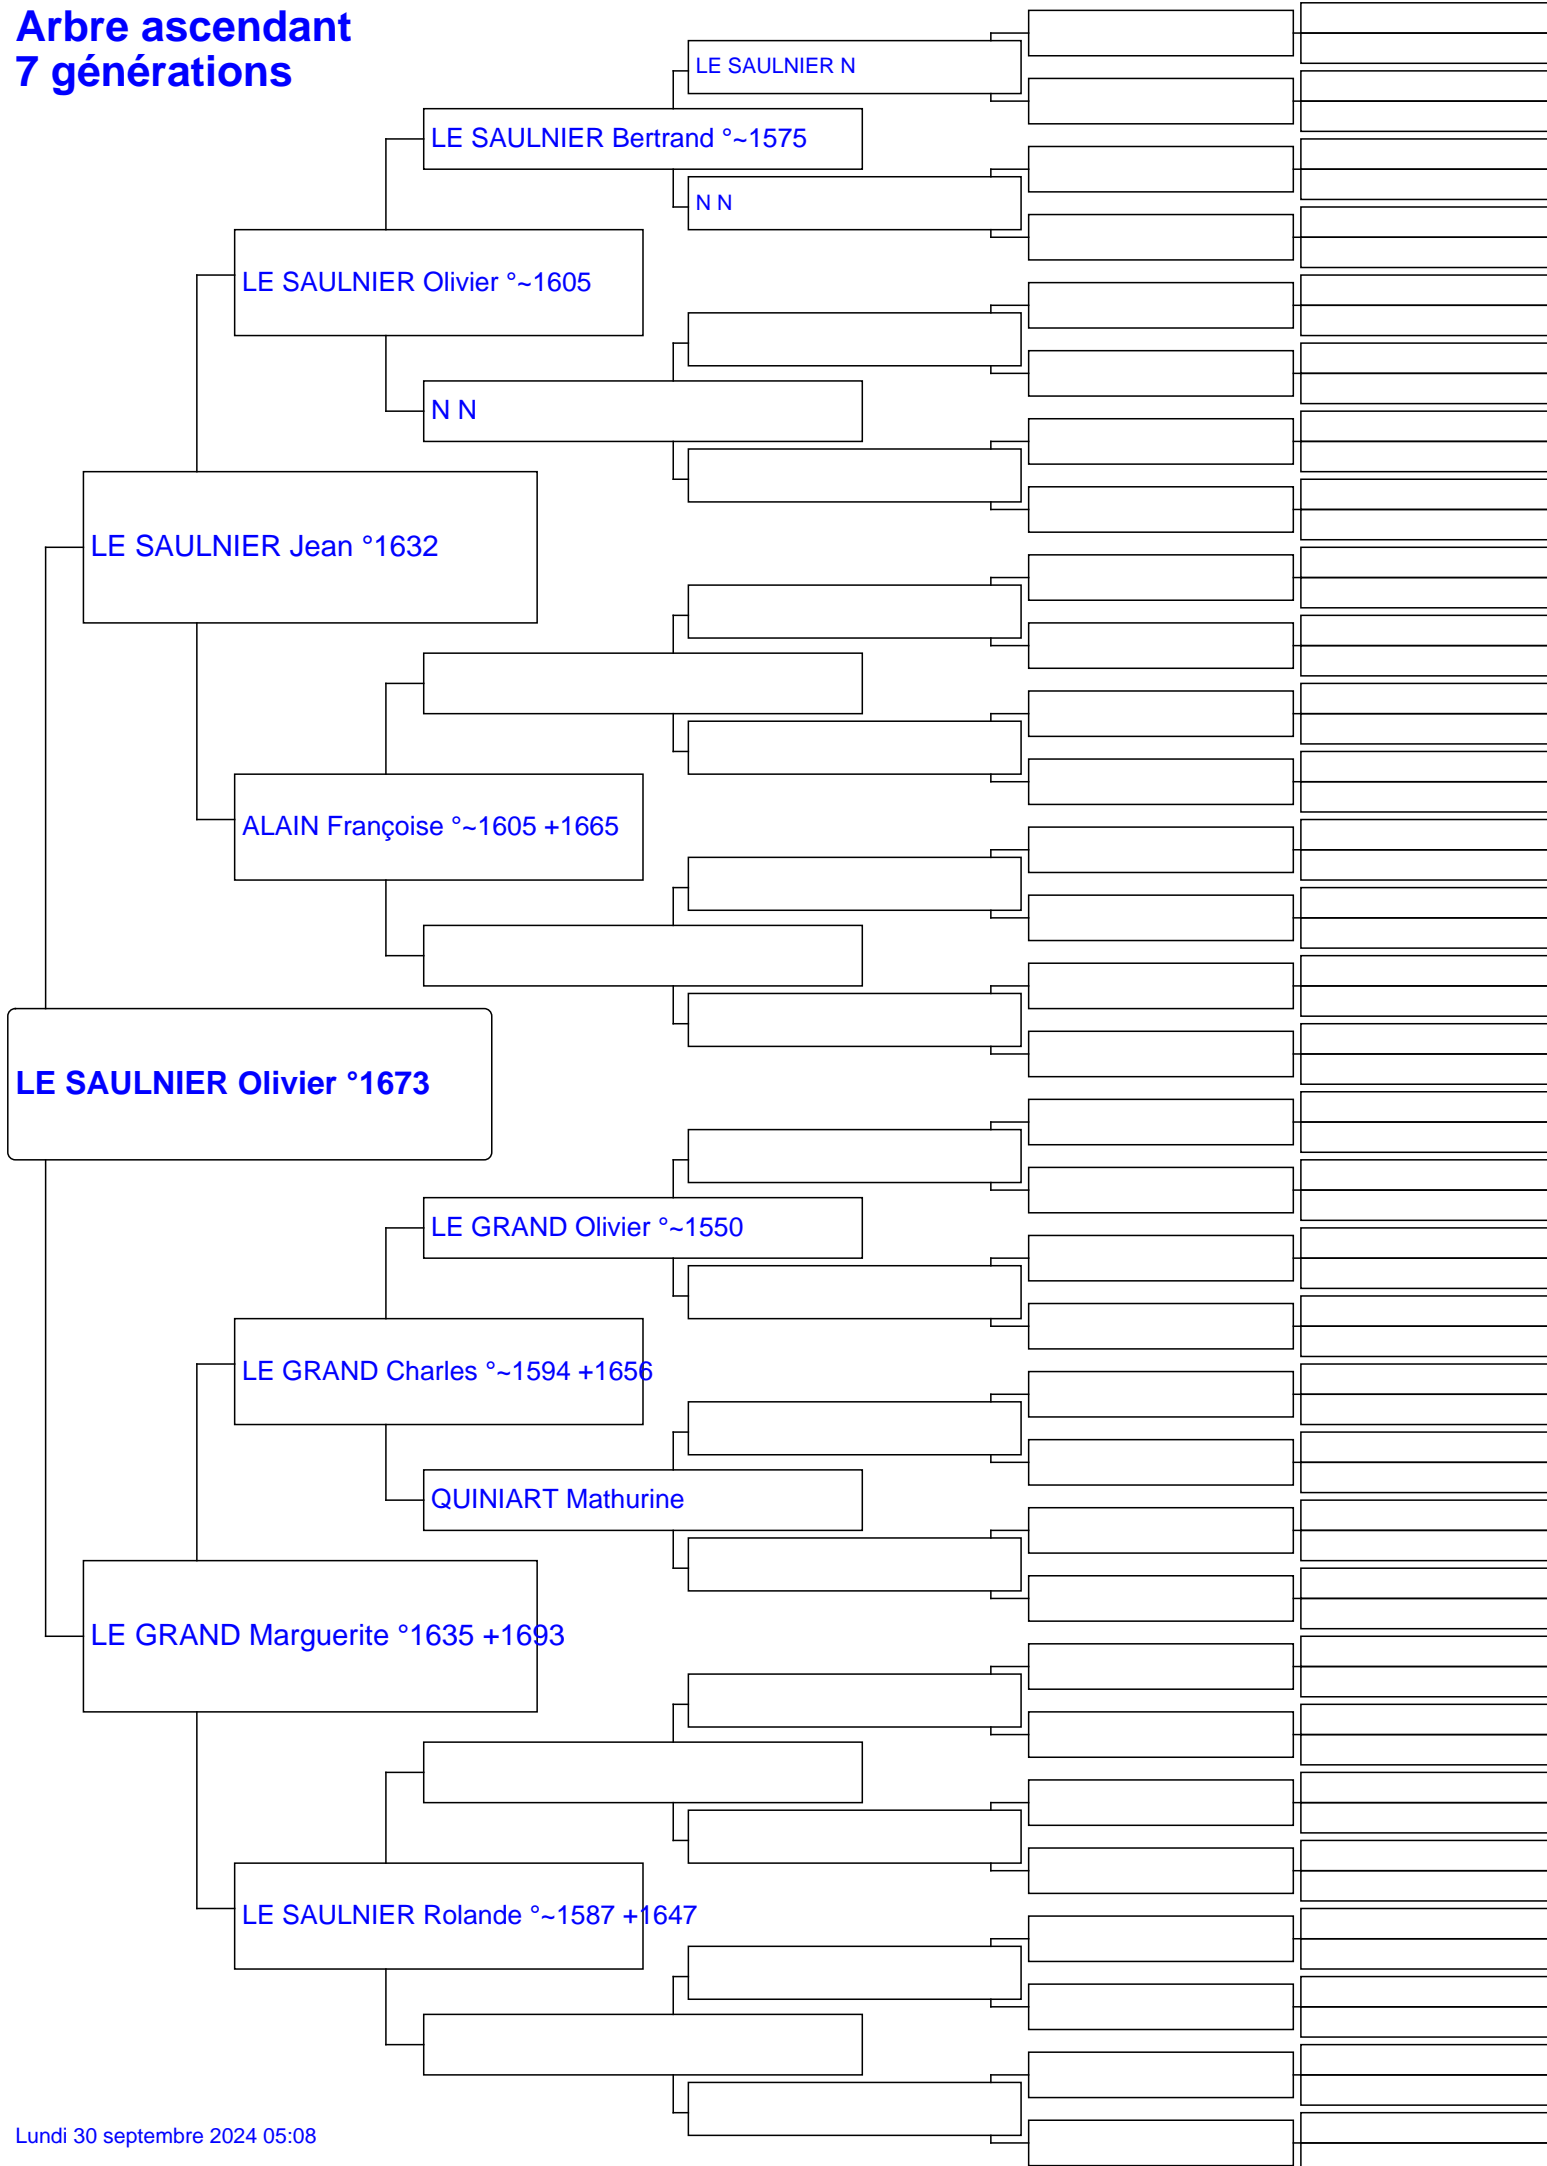 Arbre ascendant
7 générations
LE SAULNIER N
LE SAULNIER Bertrand °~1575
N N
LE SAULNIER Olivier °~1605
N N
LE SAULNIER Jean °1632
ALAIN Françoise °~1605 +1665
LE SAULNIER Olivier °1673
LE GRAND Olivier °~1550
LE GRAND Charles °~1594 +1656
QUINIART Mathurine
LE GRAND Marguerite °1635 +1693
LE SAULNIER Rolande °~1587 +1647
Lundi 30 septembre 2024 05:08